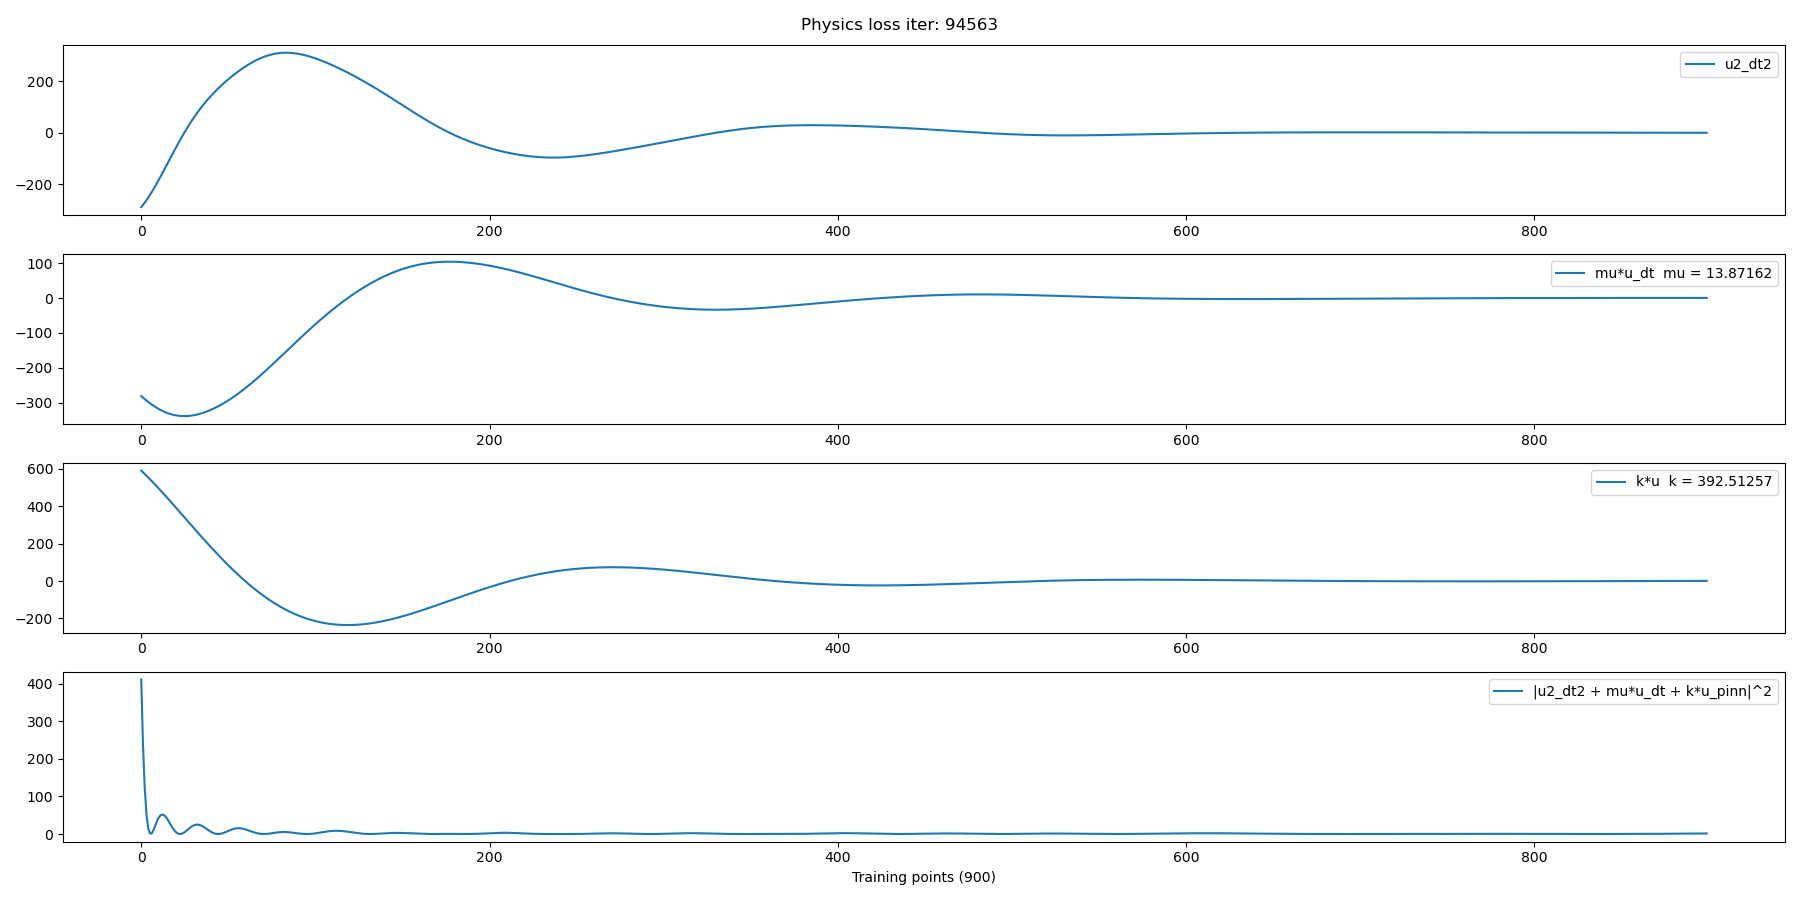 Physics loss iter: 94563
u2_dt2
200
0
−200
0 200 400 600 800
mu*u_dt  mu = 13.87162
100
0
−100
−200
−300
0 200 400 600 800
k*u  k = 392.51257
600
400
200
0
−200
0 200 400 600 800
|u2_dt2 + mu*u_dt + k*u_pinn|^2
400
300
200
100
0
0 200 400 600 800
Training points (900)